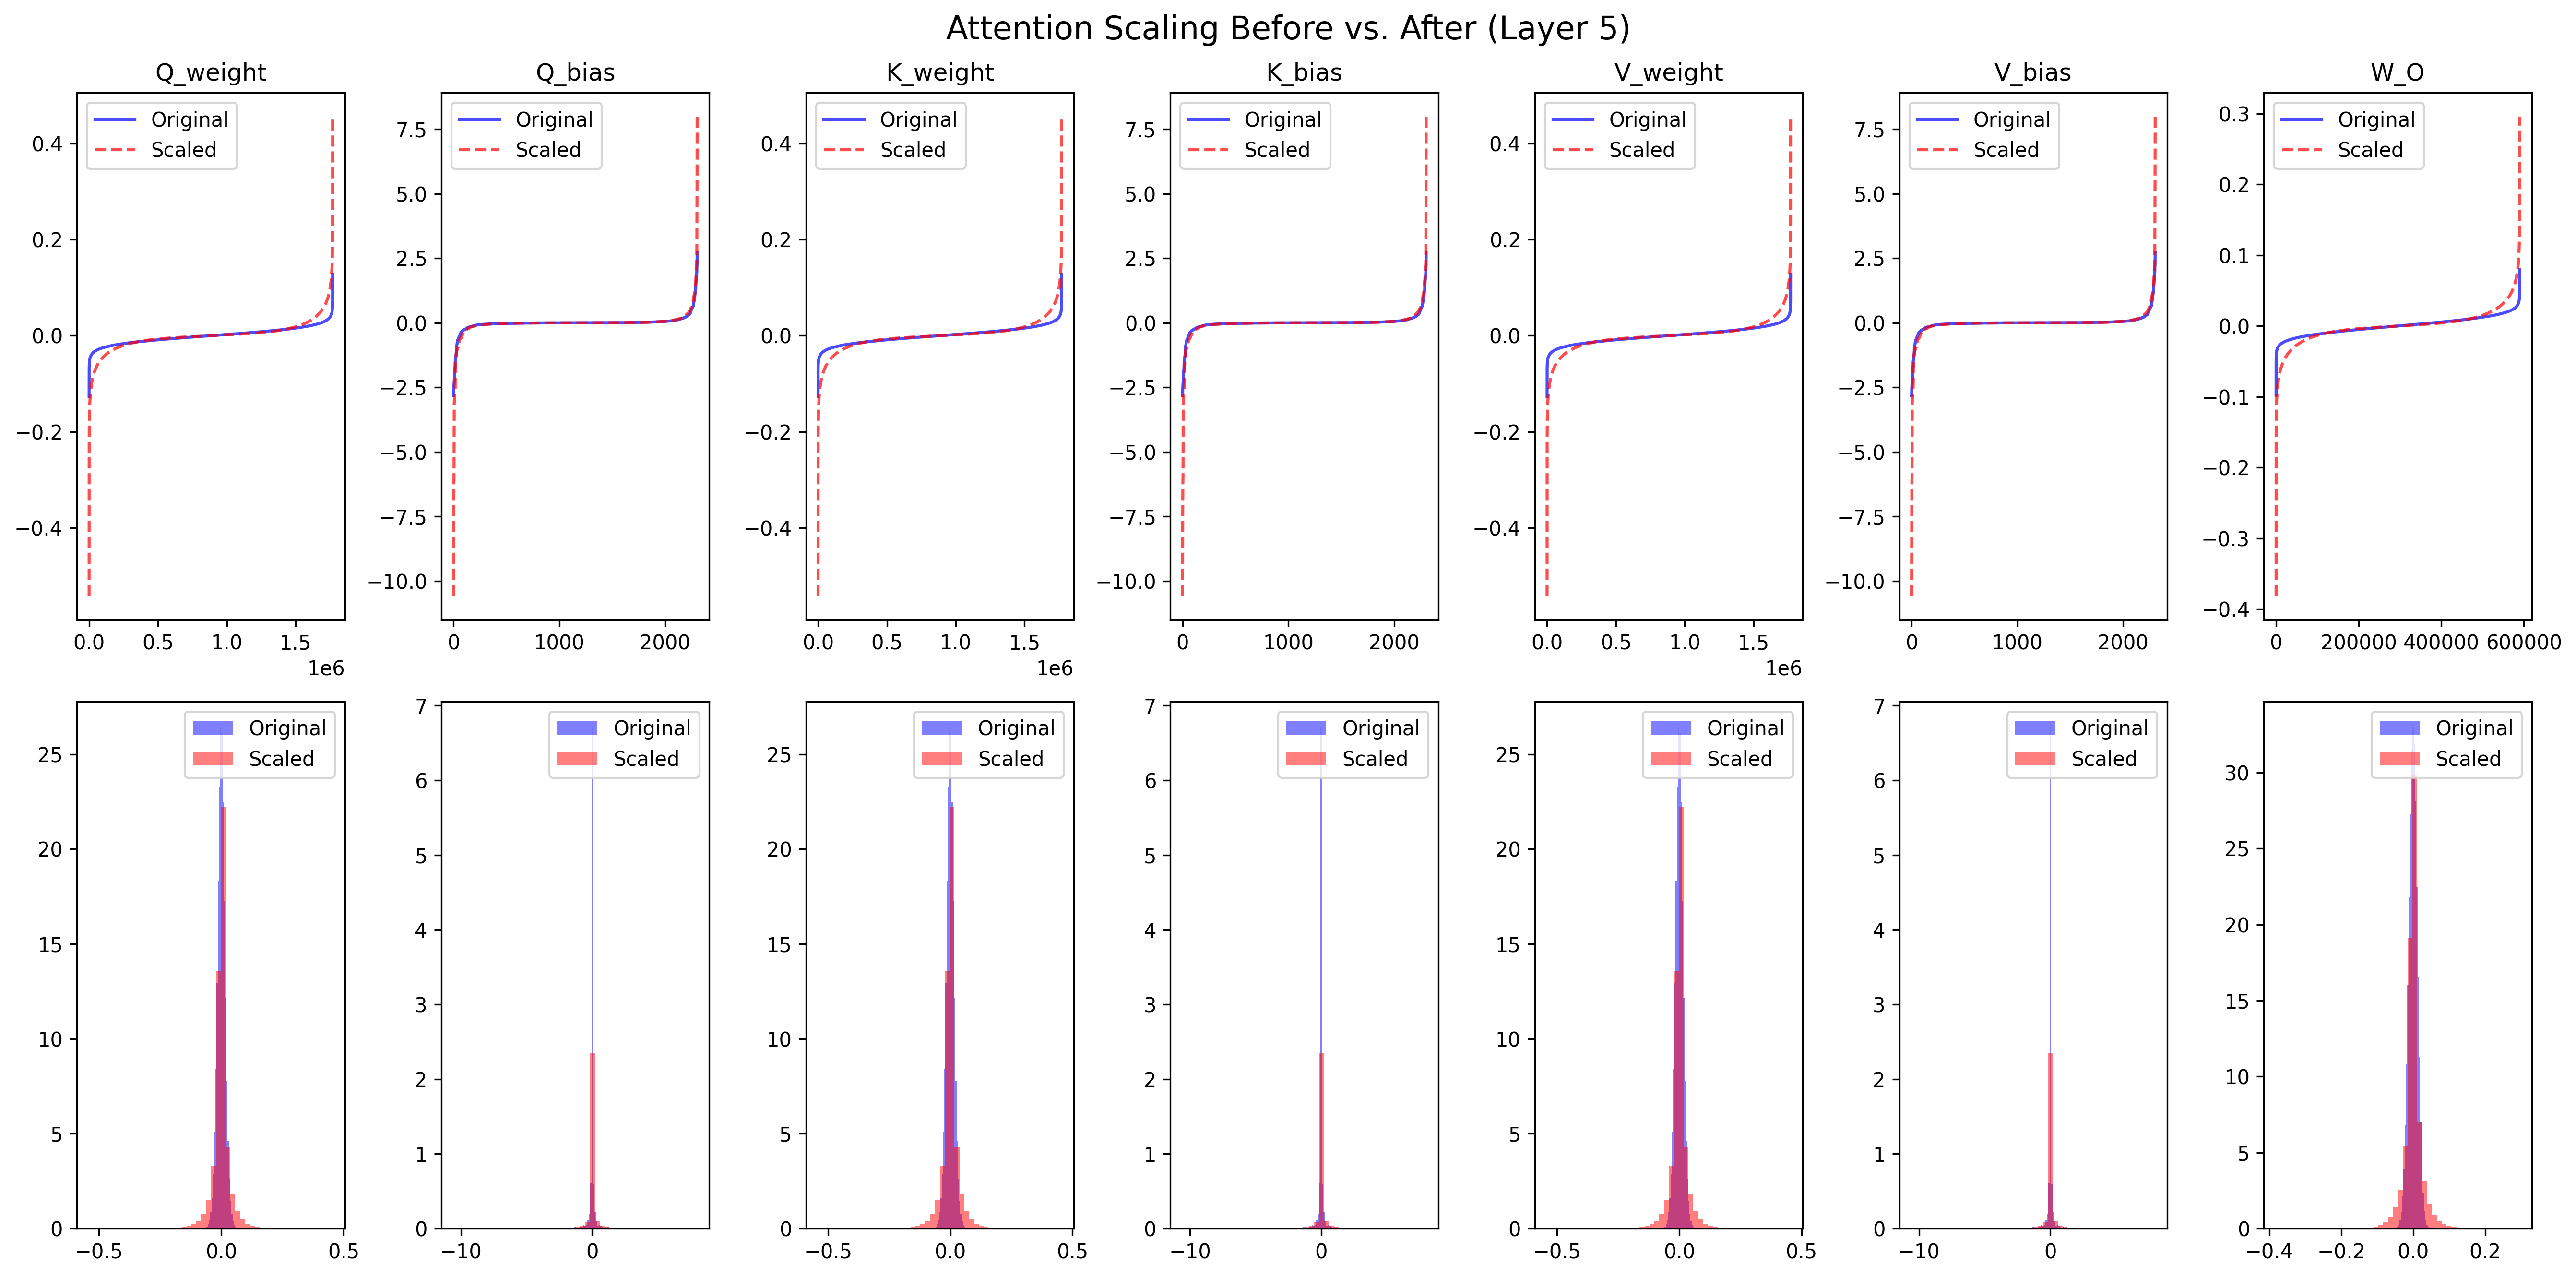 Attention Scaling Before vs. After (Layer 5)
Q_weight
Original
Scaled
0.4
0.2
0.0
−0.2
−0.4
0.0 0.5 1.0 1.5
1e6
Q_bias
Original
Scaled
7.5
5.0
2.5
0.0
−2.5
−5.0
−7.5
−10.0
0 1000 2000
K_weight
Original
Scaled
0.4
0.2
0.0
−0.2
−0.4
0.0 0.5 1.0 1.5
1e6
K_bias
Original
Scaled
7.5
5.0
2.5
0.0
−2.5
−5.0
−7.5
−10.0
0 1000 2000
V_weight
Original
Scaled
0.4
0.2
0.0
−0.2
−0.4
0.0 0.5 1.0 1.5
1e6
V_bias
Original
Scaled
7.5
5.0
2.5
0.0
−2.5
−5.0
−7.5
−10.0
0 1000 2000
W_O
Original
Scaled
0.3
0.2
0.1
0.0
−0.1
−0.2
−0.3
−0.4
0 200000 400000 600000
Original
Scaled
25
20
15
10
5
0
−0.5 0.0 0.5
Original
Scaled
7
6
5
4
3
2
1
0
−10 0
Original
Scaled
25
20
15
10
5
0
−0.5 0.0 0.5
Original
Scaled
7
6
5
4
3
2
1
0
−10 0
Original
Scaled
25
20
15
10
5
0
−0.5 0.0 0.5
Original
Scaled
7
6
5
4
3
2
1
0
−10 0
Original
Scaled
30
25
20
15
10
5
0
−0.4 −0.2 0.0 0.2